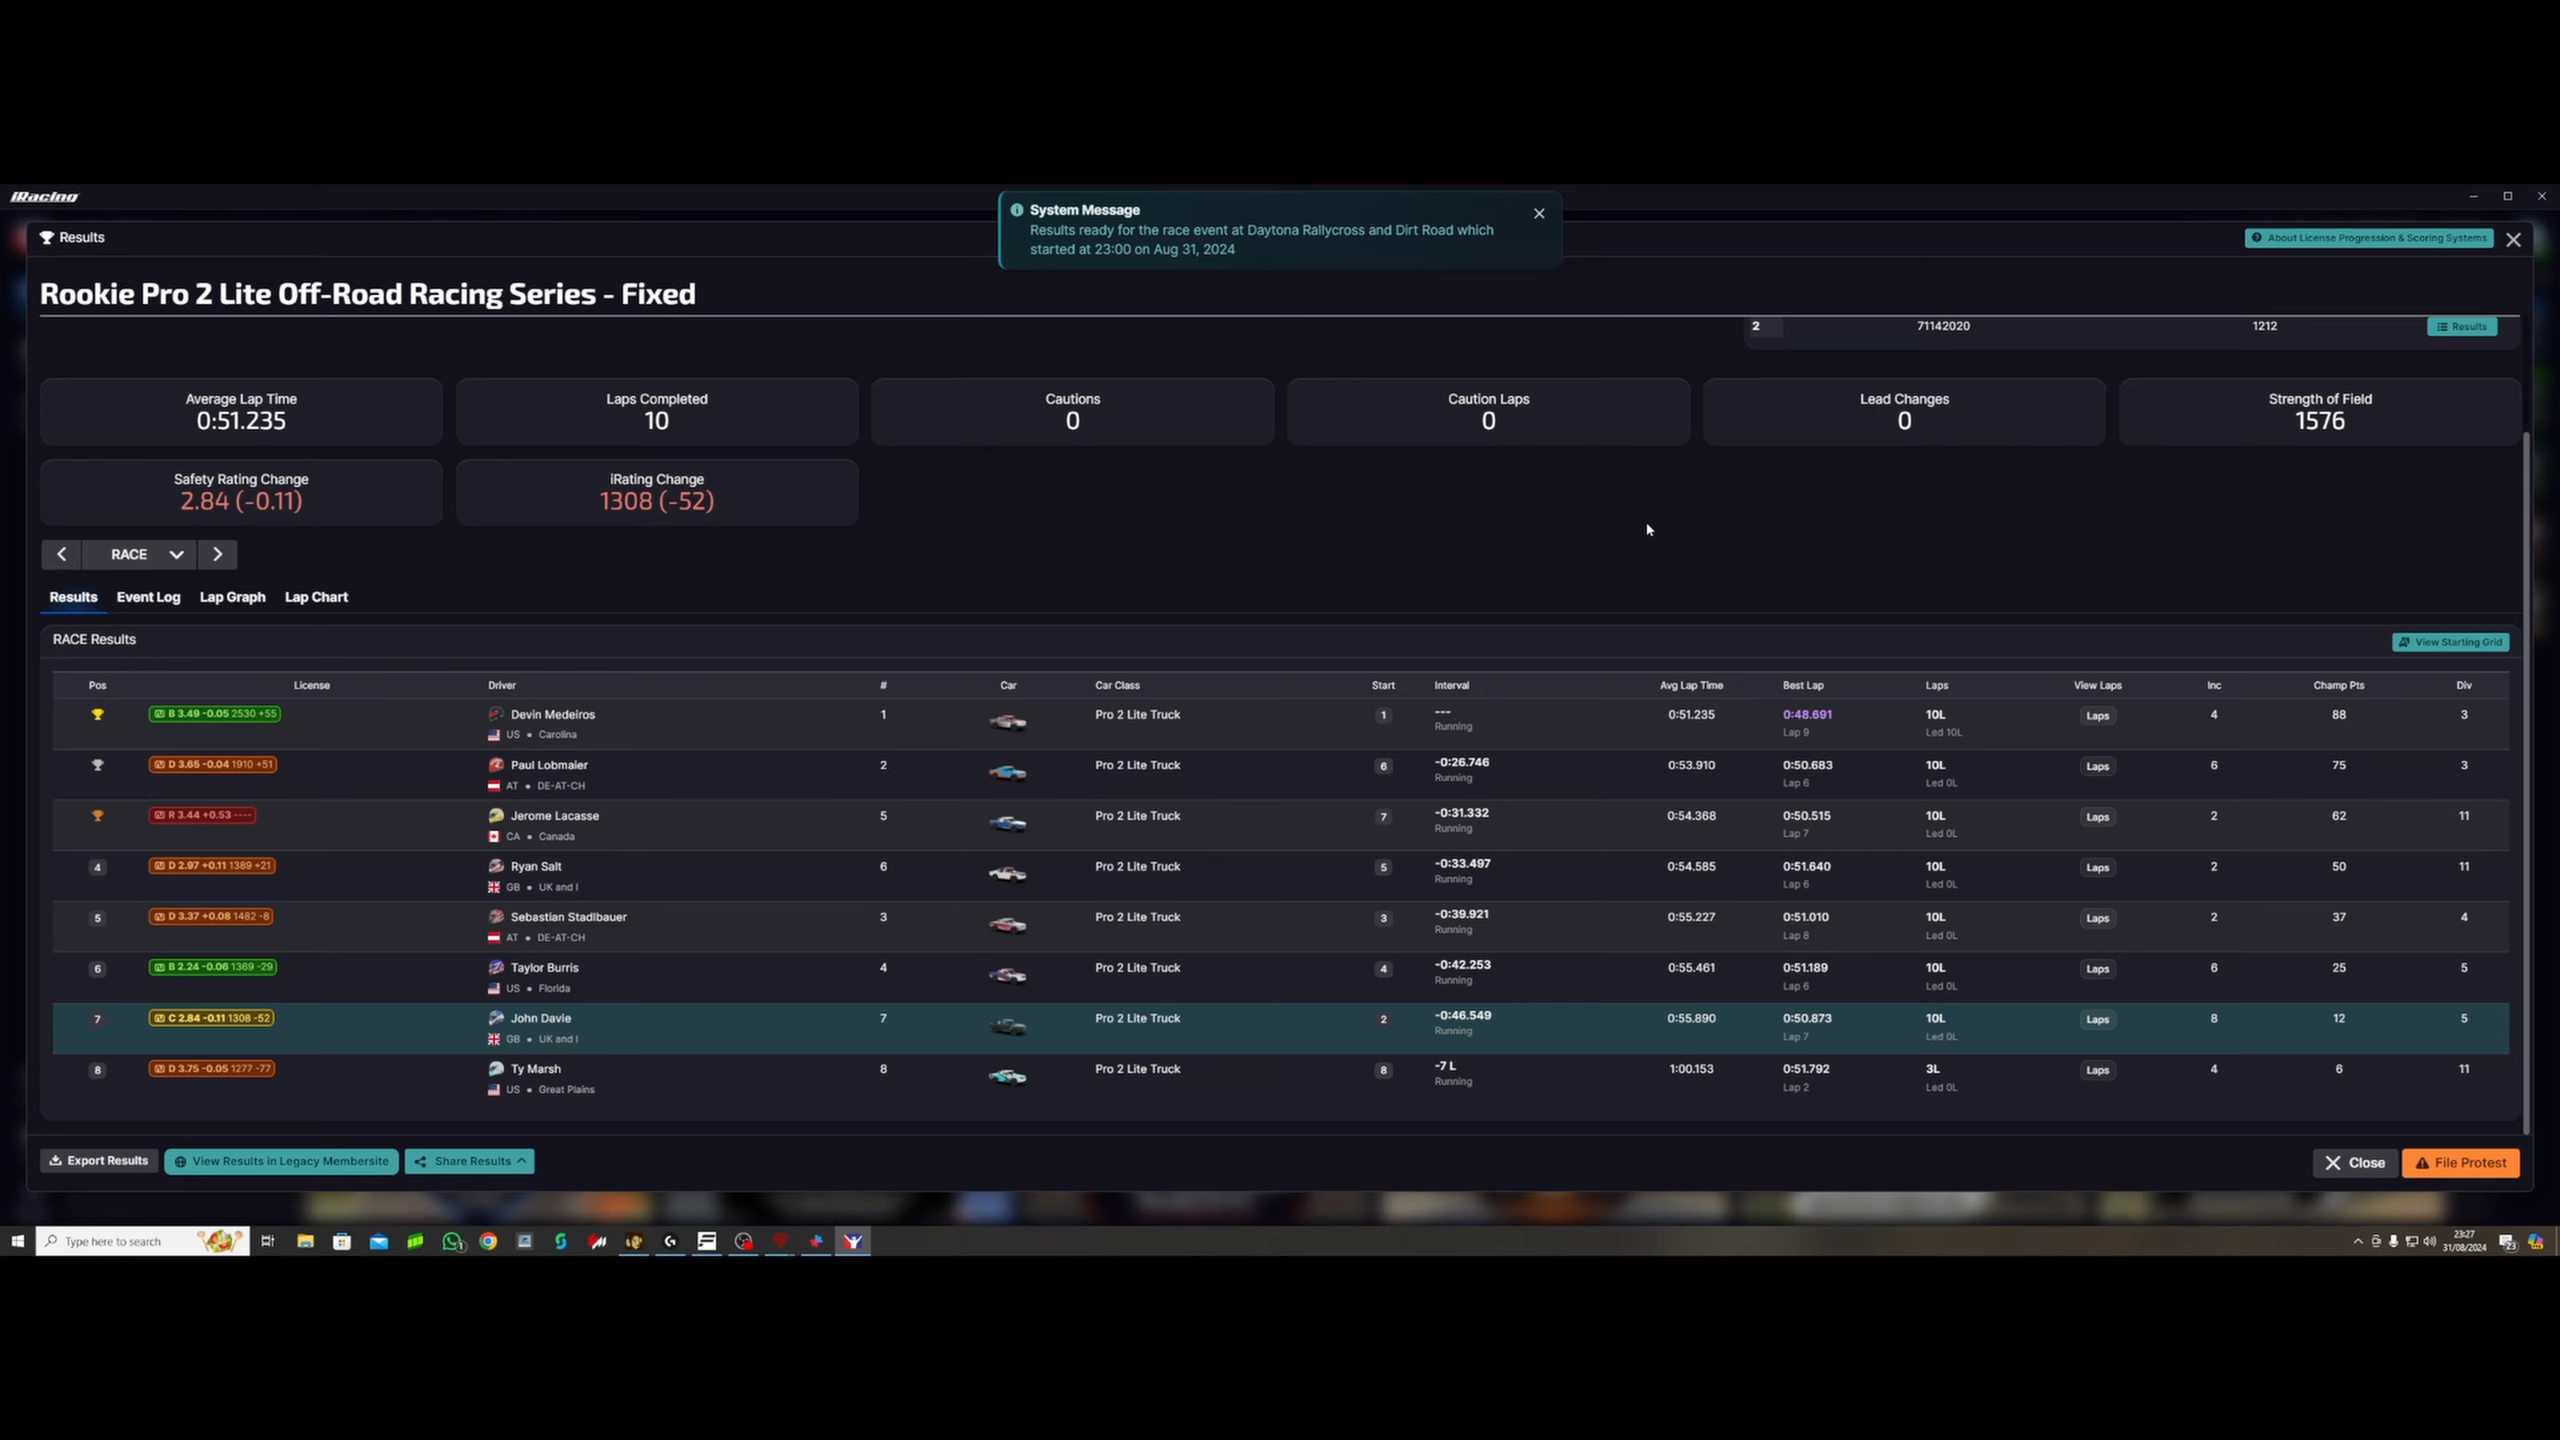 iRacing
System Message
Results ready for the race event at Daytona Rallycross and Dirt Road which
started at 23:00 on Aug 31, 2024
Results
About License Progression & Scoring Systems
Rookie Pro 2 Lite Off-Road Racing Series - Fixed
2 71142020 1212 Results
Average Lap Time Laps Completed Cautions Caution Laps Lead Changes Strength of Field
0:51.235 10 0 0 0 1576
Safety Rating Change iRating Change
2.84 (-0.11) 1308 (-52)
RACE
Results Event Log Lap Graph Lap Chart
RACE Results
View Starting Grid
Pos License Driver # Car Car Class Start Interval Avg Lap Time Best Lap Laps View Laps Inc Champ Pts Div
B 3.49 -0.05 2530 +55 Devin Medeiros 1 Pro 2 Lite Truck 1 --- 0:51.235 0:48.691 10L Laps 4 88 3
US • Carolina Running Lap 9 Led 10L
D 3.65 -0.04 1910 +51 Paul Lobmaier 2 Pro 2 Lite Truck 6 -0:26.746 0:53.910 0:50.683 10L Laps 6 75 3
AT • DE-AT-CH Running Lap 6 Led 0L
R 3.44 +0.53 ---- Jerome Lacasse 5 Pro 2 Lite Truck 7 -0:31.332 0:54.368 0:50.515 10L Laps 2 62 11
CA • Canada Running Lap 7 Led 0L
4 D 2.97 +0.11 1389 +21 Ryan Salt 6 Pro 2 Lite Truck 5 -0:33.497 0:54.585 0:51.640 10L Laps 2 50 11
GB • UK and I Running Lap 6 Led 0L
5 D 3.37 +0.08 1482 -8 Sebastian Stadlbauer 3 Pro 2 Lite Truck 3 -0:39.921 0:55.227 0:51.010 10L Laps 2 37 4
AT • DE-AT-CH Running Lap 8 Led 0L
6 B 2.24 -0.06 1369 -29 Taylor Burris 4 Pro 2 Lite Truck 4 -0:42.253 0:55.461 0:51.189 10L Laps 6 25 5
US • Florida Running Lap 6 Led 0L
7 C 2.84 -0.11 1308 -52 John Davie 7 Pro 2 Lite Truck 2 -0:46.549 0:55.890 0:50.873 10L Laps 8 12 5
GB • UK and I Running Lap 7 Led 0L
8 D 3.75 -0.05 1277 -77 Ty Marsh 8 Pro 2 Lite Truck 8 -7 L 1:00.153 0:51.792 3L Laps 4 6 11
US • Great Plains Running Lap 2 Led 0L
Export Results View Results in Legacy Membersite Share Results Close File Protest
Type here to search
23:27
31/08/2024
23